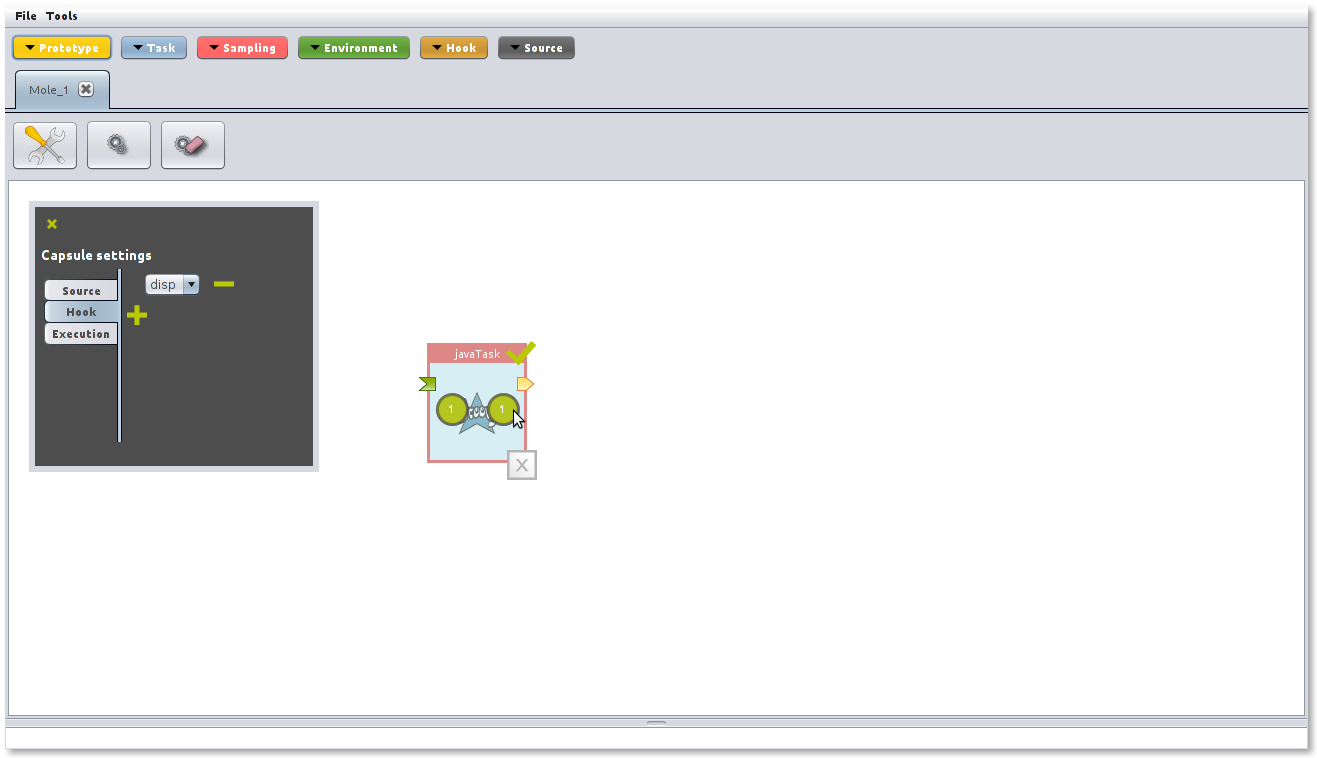 File Tools
Prototype Task Sampling Environment Hook Source
Mole_1
Capsule settings
Source
disp
Hook
Execution
javaTask
1 1
X